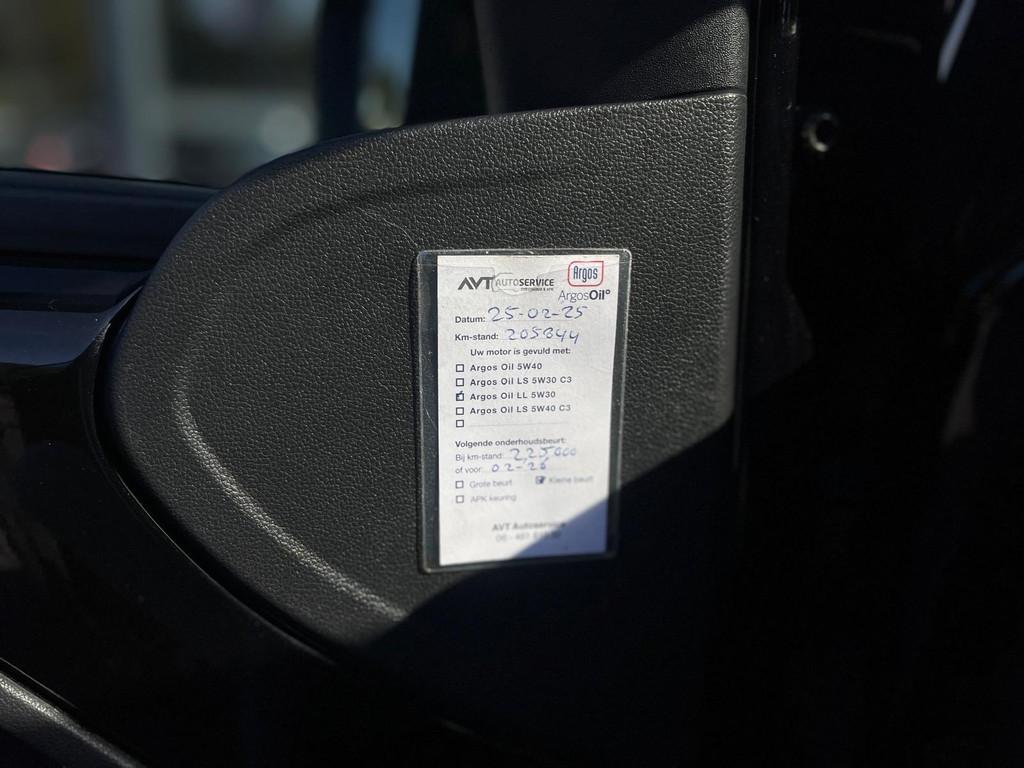 AVT AUTOSERVICE
Argos
ArgosOil
Datum: 25-02-25
Km-stand: 205844
Uw motor is gevuld met:
Argos Oil 5W40
Argos Oil LS 5W30 C3
Argos Oil LL 5W30
Argos Oil LS 5W40 C3
Volgende onderhoudsbeurt:
Bij km-stand: 225000
of voor: 02-26
Grote beurt Kleine beurt
APK keuring
AVT Autoservice